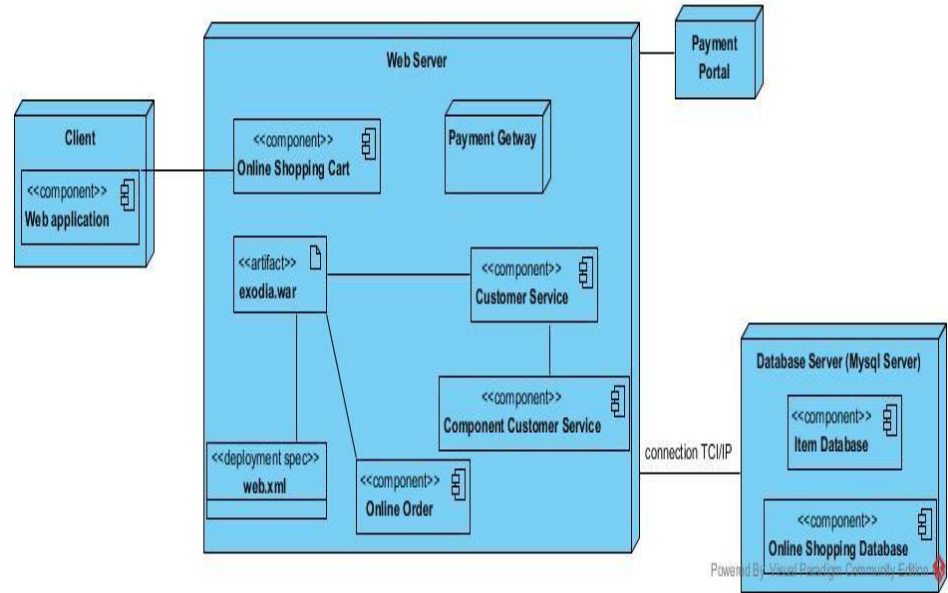 Web Server
Payment
Portal
Client
<<component>>
Web application
<<component>>
Online Shopping Cart
Payment Getway
<<artifact>>
exodia.war
<<component>>
Customer Service
<<component>>
Component Customer Service
<<deployment spec>>
web.xml
<<component>>
Online Order
connection TCI/IP
Database Server (Mysql Server)
<<component>>
Item Database
<<component>>
Online Shopping Database
Powered By Visual Paradigm Community Edition